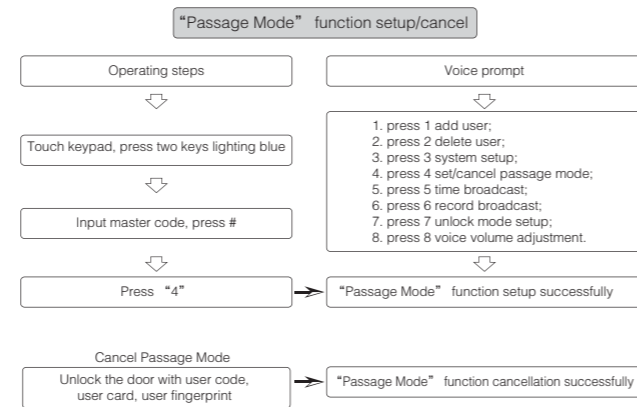 “Passage Mode” function setup/cancel
Operating steps
Touch keypad, press two keys lighting blue
Input master code, press #
Press “4”
Voice prompt
1. press 1 add user;
2. press 2 delete user;
3. press 3 system setup;
4. press 4 set/cancel passage mode;
5. press 5 time broadcast;
6. press 6 record broadcast;
7. press 7 unlock mode setup;
8. press 8 voice volume adjustment.
“Passage Mode” function setup successfully
Cancel Passage Mode
Unlock the door with user code,
user card, user fingerprint
“Passage Mode” function cancellation successfully